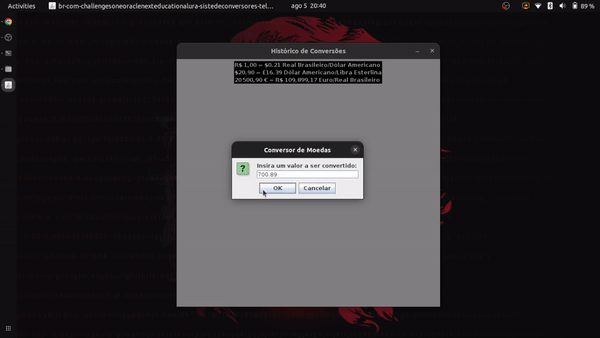 Activities
br-com-challengesoneoraclenexteducationalura-sistedeconversores-tel...
ago 5 20:40
89 %
Histórico de Conversões
R$ 1,00 = $0.21 Real Brasileiro/Dólar Americano
$20.90 = £16.39 Dólar Americano/Libra Esterlina
20500,90 € = R$ 109.899,17 Euro/Real Brasileiro
Conversor de Moedas
Insira um valor a ser convertido:
700.89
OK
Cancelar